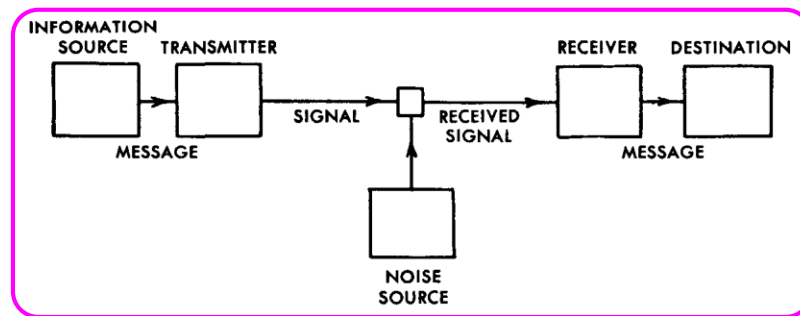 INFORMATION
SOURCE
TRANSMITTER
RECEIVER
DESTINATION
SIGNAL
RECEIVED
SIGNAL
MESSAGE
MESSAGE
NOISE
SOURCE